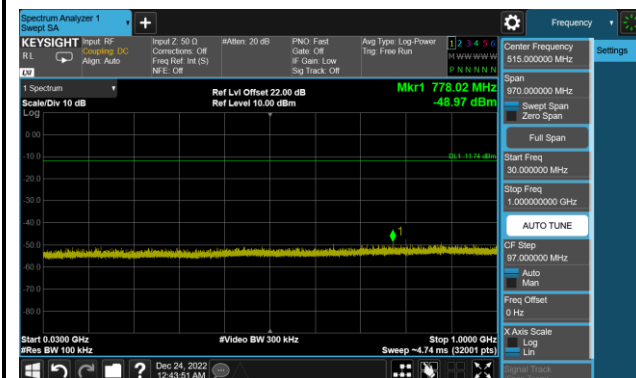 Spectrum Analyzer 1
Swept SA
Frequency
KEYSIGHT
RL
LXI
Input: RF
Coupling: DC
Align: Auto
Input Z: 50 Ω
Corrections: Off
Freq Ref: Int (S)
NFE: Off
#Atten: 20 dB
PNO: Fast
Gate: Off
IF Gain: Low
Sig Track: Off
Avg Type: Log-Power
Trig: Free Run
1 2 3 4 5 6
M W W W W W
P N N N N N
1 Spectrum
Scale/Div 10 dB
Log
Ref Lvl Offset 22.00 dB
Ref Level 10.00 dBm
Mkr1 778.02 MHz
-48.97 dBm
0.00
-10.0
-20.0
-30.0
-40.0
-50.0
-60.0
-70.0
-80.0
DL1 -11.74 dBm
1
Start 0.0300 GHz
#Res BW 100 kHz
#Video BW 300 kHz
Stop 1.0000 GHz
Sweep ~4.74 ms (32001 pts)
Center Frequency
515.000000 MHz
Settings
Span
970.000000 MHz
Swept Span
Zero Span
Full Span
Start Freq
30.000000 MHz
Stop Freq
1.000000000 GHz
AUTO TUNE
CF Step
97.000000 MHz
Auto
Man
Freq Offset
0 Hz
X Axis Scale
Log
Lin
Signal Track
Dec 24, 2022
12:43:51 AM